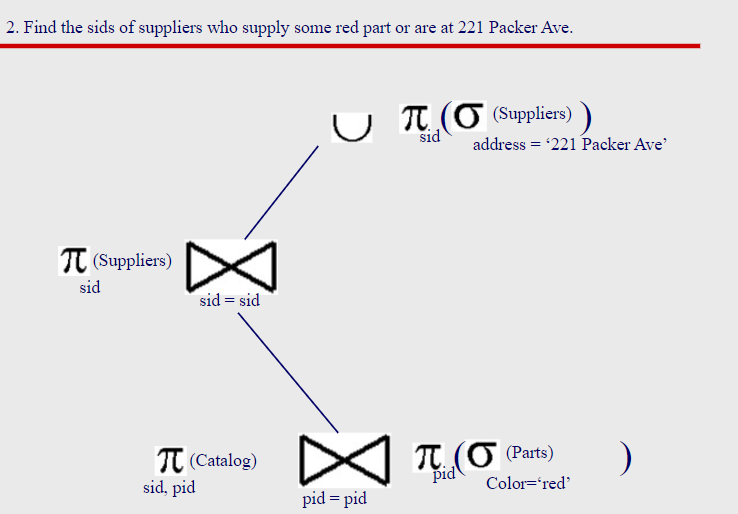 2. Find the sids of suppliers who supply some red part or are at 221 Packer Ave.
∪ π (σ (Suppliers) )
sid address = ‘221 Packer Ave’
π (Suppliers) ⋈
sid
sid = sid
π (Catalog) ⋈ π (σ (Parts) )
sid, pid pid Color=‘red’
pid = pid